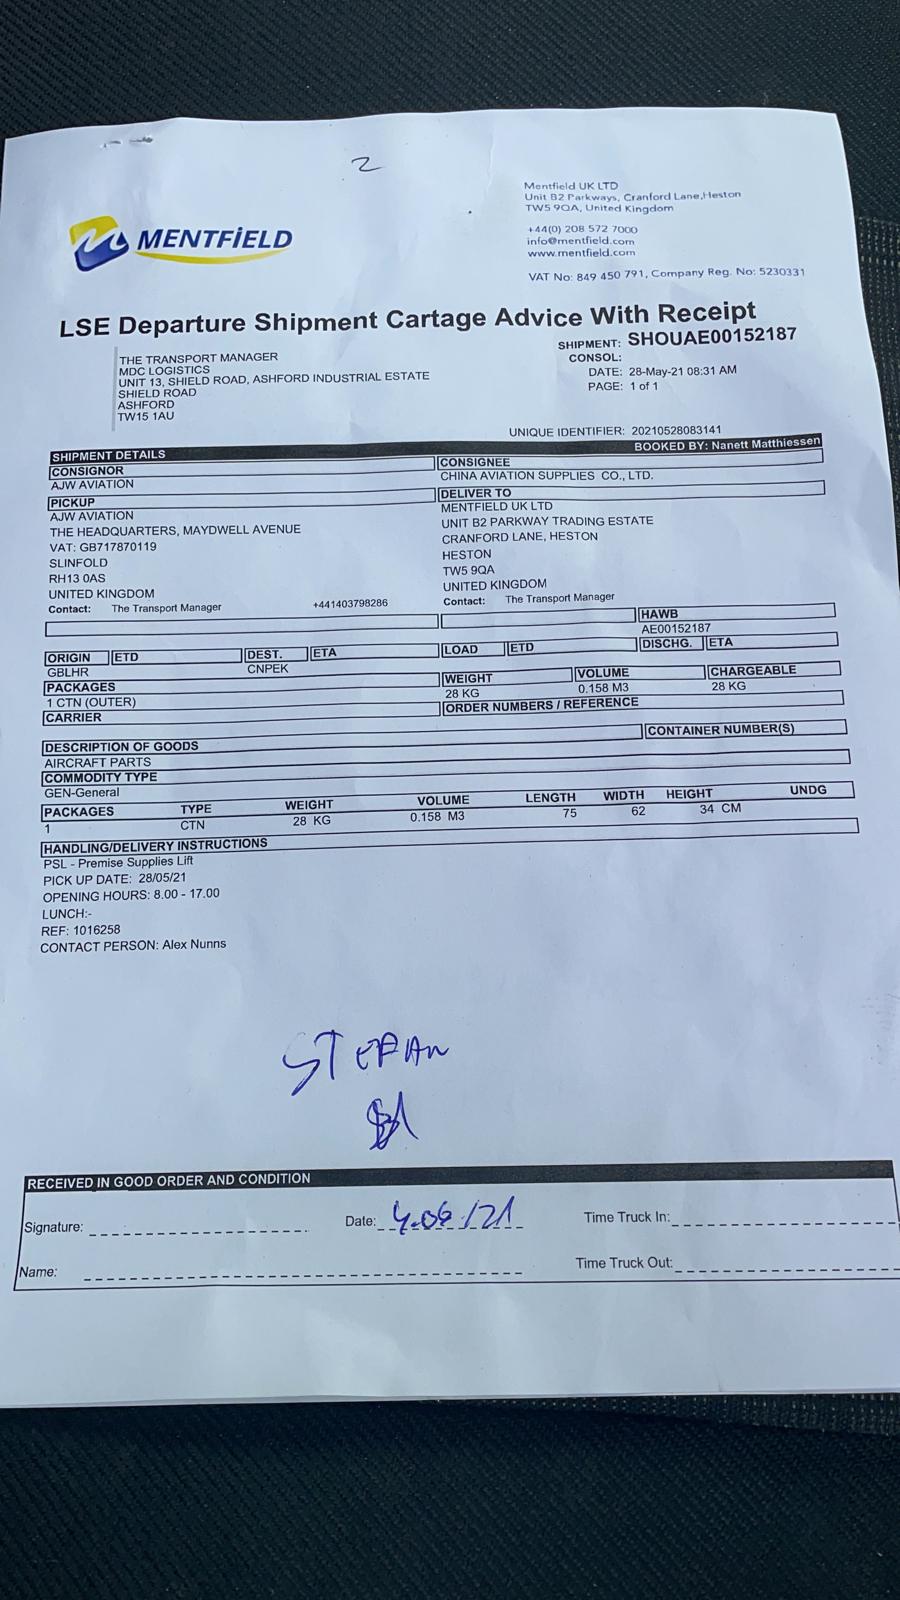 2
MENTFiELD
Mentfield UK LTD
Unit B2 Parkways, Cranford Lane,Heston
TW5 9QA, United Kingdom
+44(0) 208 572 7000
info@mentfield.com
www.mentfield.com
VAT No: 849 450 791, Company Reg. No: 5230331
LSE Departure Shipment Cartage Advice With Receipt
THE TRANSPORT MANAGER
MDC LOGISTICS
UNIT 13, SHIELD ROAD, ASHFORD INDUSTRIAL ESTATE
SHIELD ROAD
ASHFORD
TW15 1AU
SHIPMENT: SHOUAE00152187
CONSOL:
DATE: 28-May-21 08:31 AM
PAGE: 1 of 1
UNIQUE IDENTIFIER: 20210528083141
SHIPMENT DETAILS BOOKED BY: Nanett Matthiessen
CONSIGNOR
AJW AVIATION
PICKUP
AJW AVIATION
THE HEADQUARTERS, MAYDWELL AVENUE
VAT: GB717870119
SLINFOLD
RH13 0AS
UNITED KINGDOM
Contact: The Transport Manager +441403798286
CONSIGNEE
CHINA AVIATION SUPPLIES CO., LTD.
DELIVER TO
MENTFIELD UK LTD
UNIT B2 PARKWAY TRADING ESTATE
CRANFORD LANE, HESTON
HESTON
TW5 9QA
UNITED KINGDOM
Contact: The Transport Manager
HAWB
AE00152187
ORIGIN ETD DEST. ETA LOAD ETD DISCHG. ETA
GBLHR CNPEK
PACKAGES WEIGHT VOLUME CHARGEABLE
1 CTN (OUTER) 28 KG 0.158 M3 28 KG
CARRIER ORDER NUMBERS / REFERENCE
CONTAINER NUMBER(S)
DESCRIPTION OF GOODS
AIRCRAFT PARTS
COMMODITY TYPE
GEN-General
PACKAGES TYPE WEIGHT VOLUME LENGTH WIDTH HEIGHT UNDG
1 CTN 28 KG 0.158 M3 75 62 34 CM
HANDLING/DELIVERY INSTRUCTIONS
PSL - Premise Supplies Lift
PICK UP DATE: 28/05/21
OPENING HOURS: 8.00 - 17.00
LUNCH:-
REF: 1016258
CONTACT PERSON: Alex Nunns
STEFAN
RECEIVED IN GOOD ORDER AND CONDITION
Signature: Date: 4.06/21 Time Truck In:
Name: Time Truck Out: